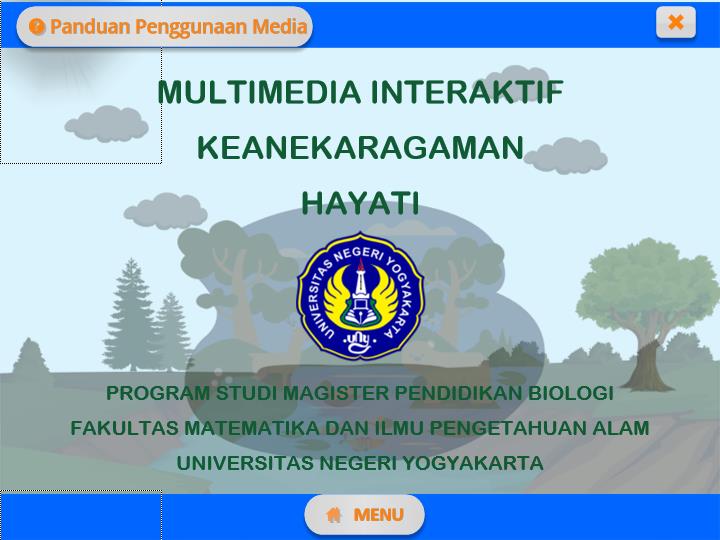 Panduan Penggunaan Media
MULTIMEDIA INTERAKTIF
KEANEKARAGAMAN
HAYATI
UNIVERSITAS NEGERI YOGYAKARTA
uny
PROGRAM STUDI MAGISTER PENDIDIKAN BIOLOGI
FAKULTAS MATEMATIKA DAN ILMU PENGETAHUAN ALAM
UNIVERSITAS NEGERI YOGYAKARTA
MENU